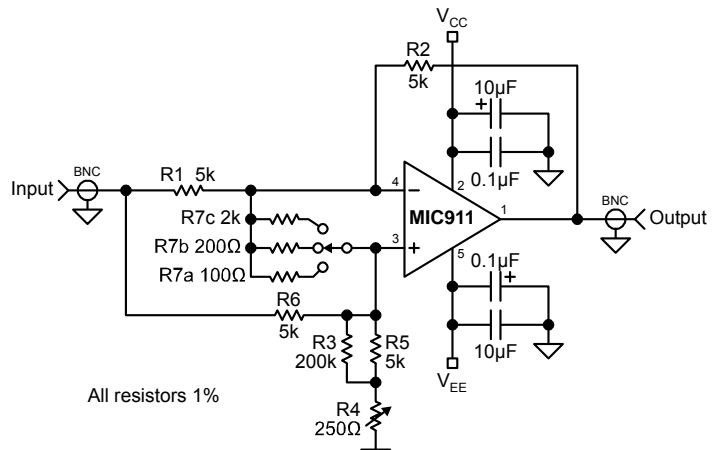 V_CC
R2
5k
10µF
+
BNC
R1 5k
0.1µF
Input
4
−
2
BNC
R7c 2k
MIC911
1
Output
R7b 200Ω
3
+
5
0.1µF
R7a 100Ω
+
R6
5k
R3
200k
R5
5k
10µF
V_EE
All resistors 1%
R4
250Ω